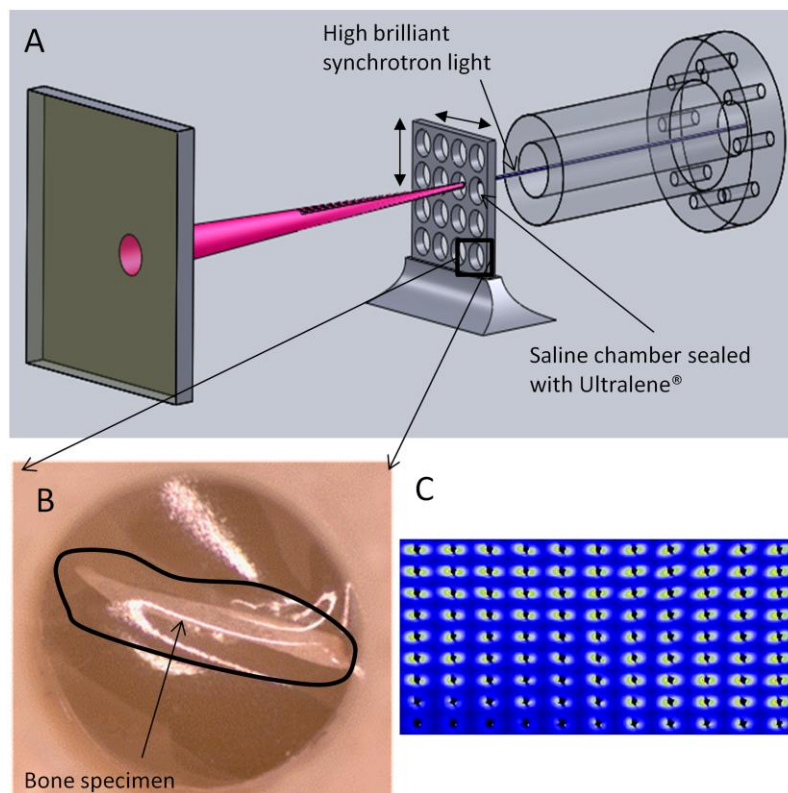 A
High brilliant
synchrotron light
Saline chamber sealed
with Ultralene®
B
C
Bone specimen